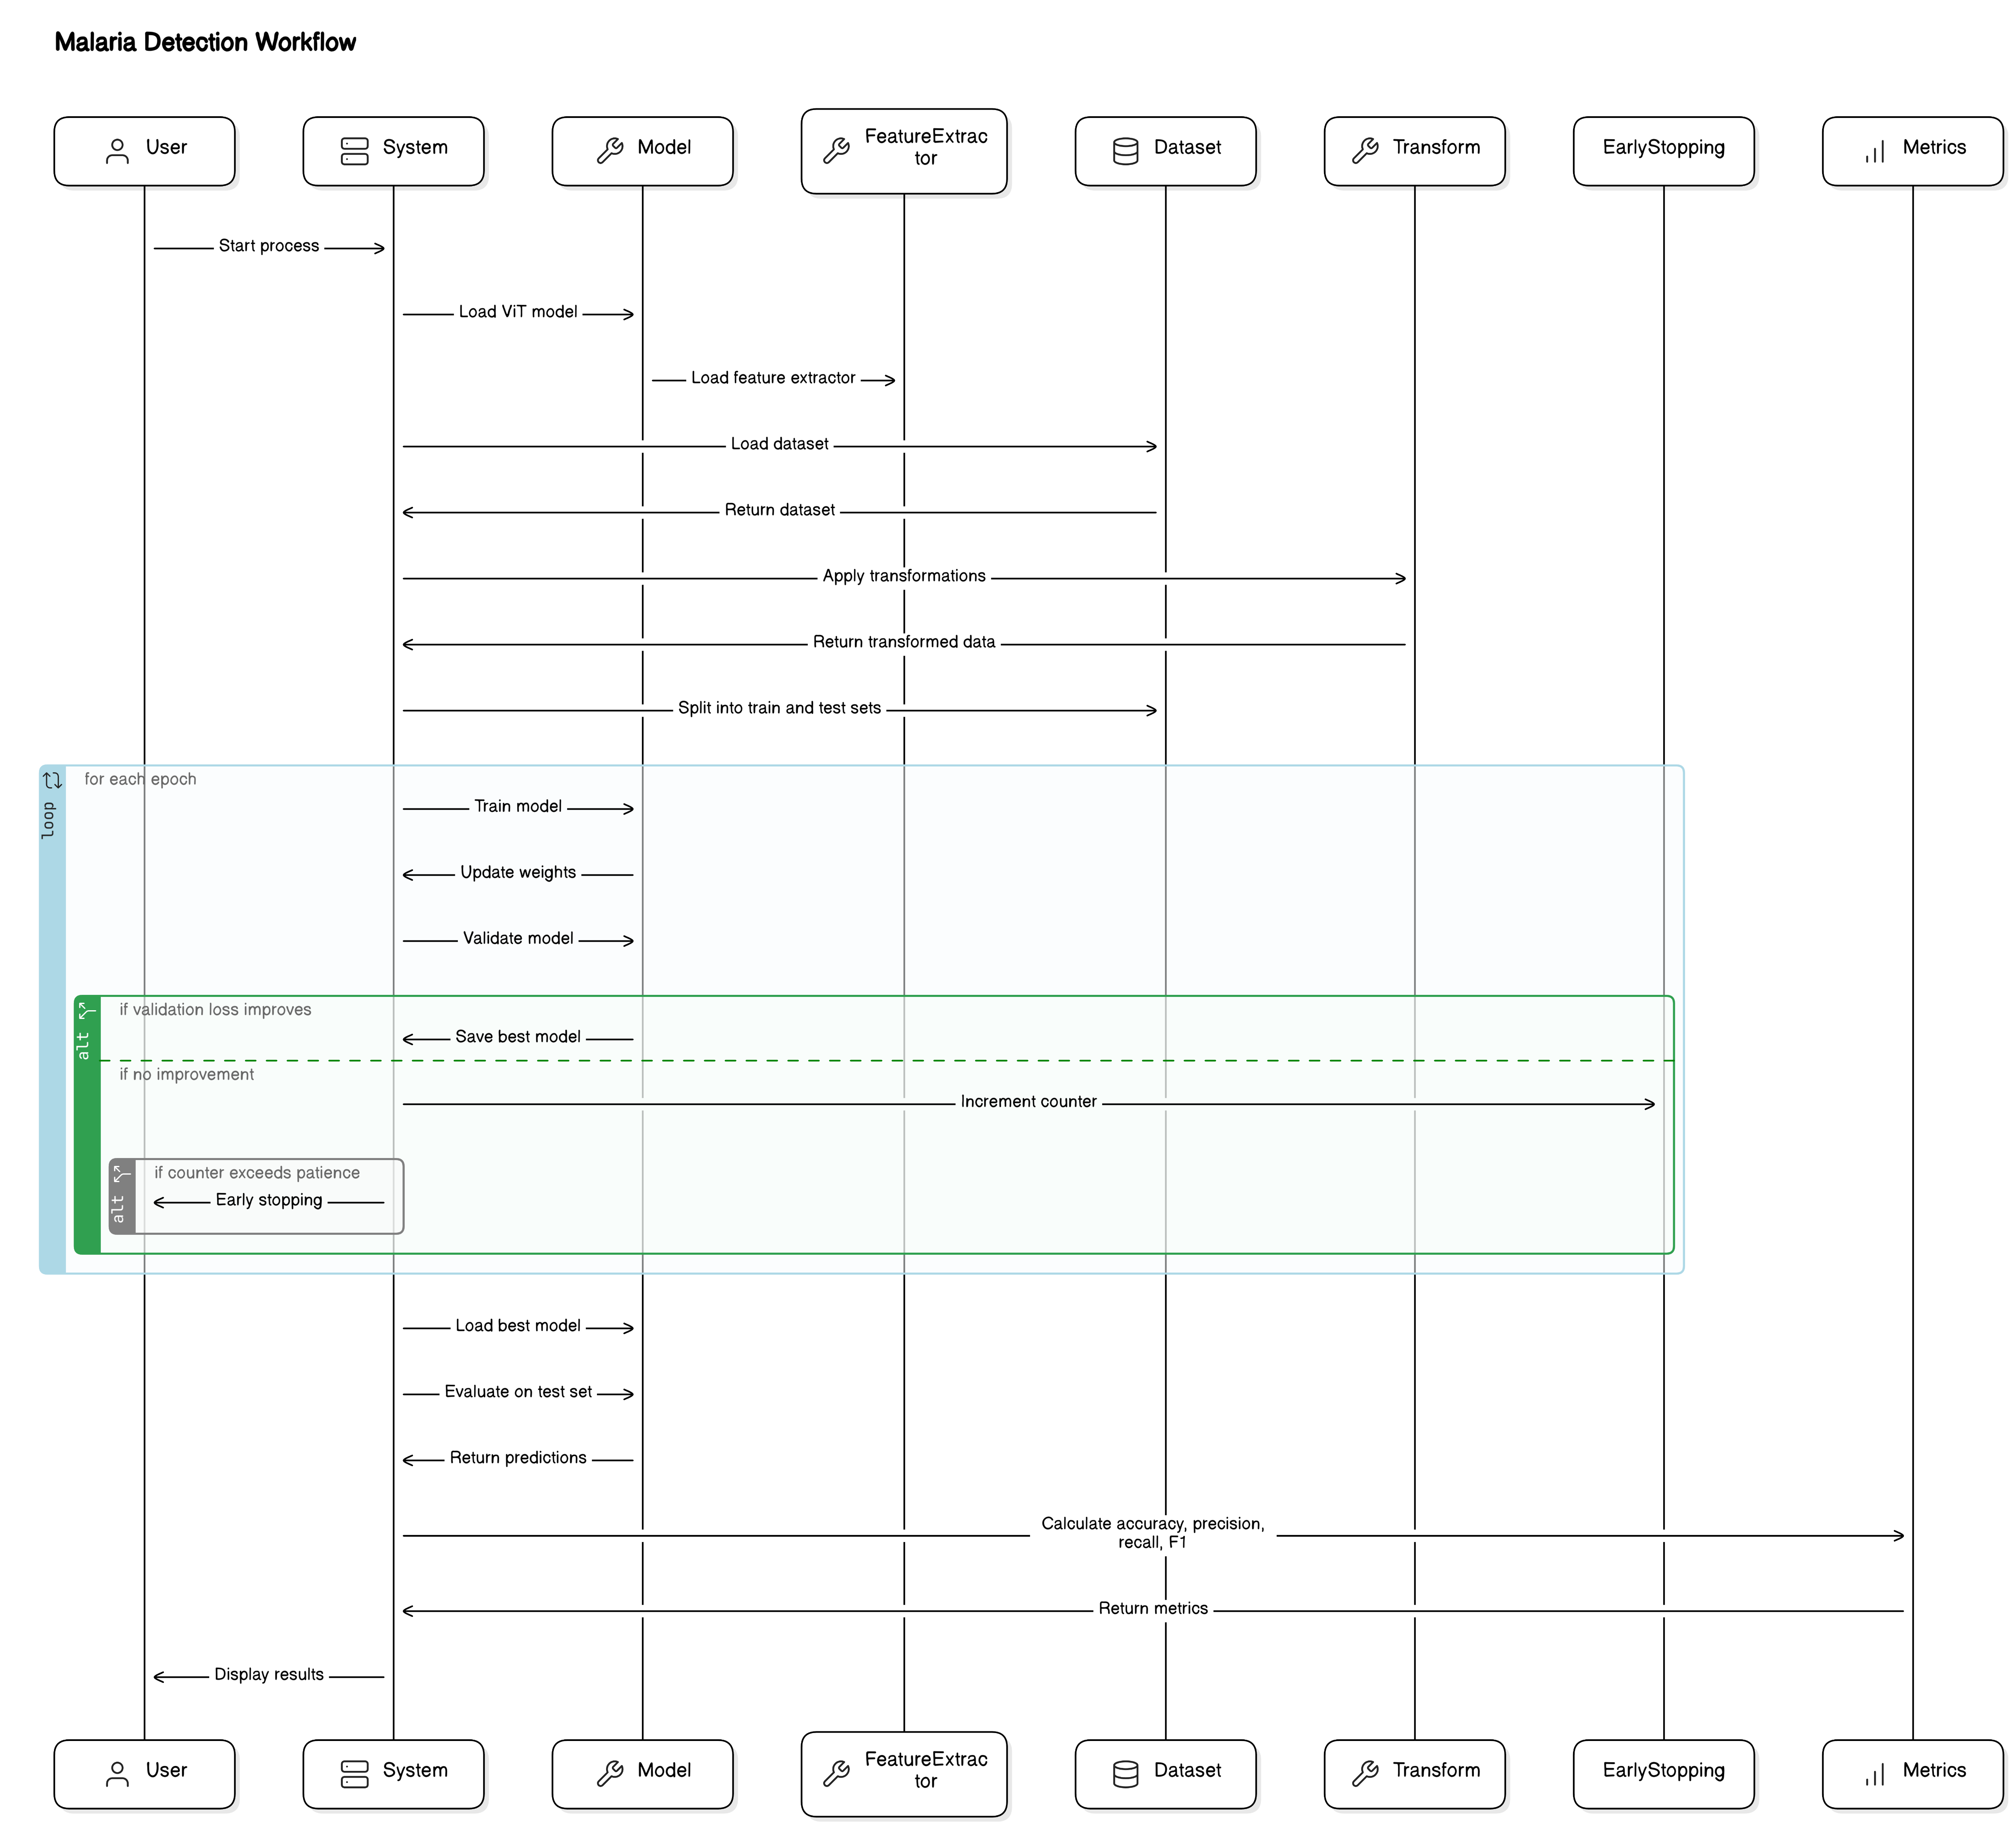 Malaria Detection Workflow
User
System
Model
FeatureExtrac
tor
Dataset
Transform
EarlyStopping
Metrics
Start process
Load ViT model
Load feature extractor
Load dataset
Return dataset
Apply transformations
Return transformed data
Split into train and test sets
loop
for each epoch
Train model
Update weights
Validate model
alt
if validation loss improves
Save best model
if no improvement
Increment counter
alt
if counter exceeds patience
Early stopping
Load best model
Evaluate on test set
Return predictions
Calculate accuracy, precision,
recall, F1
Return metrics
Display results
User
System
Model
FeatureExtrac
tor
Dataset
Transform
EarlyStopping
Metrics